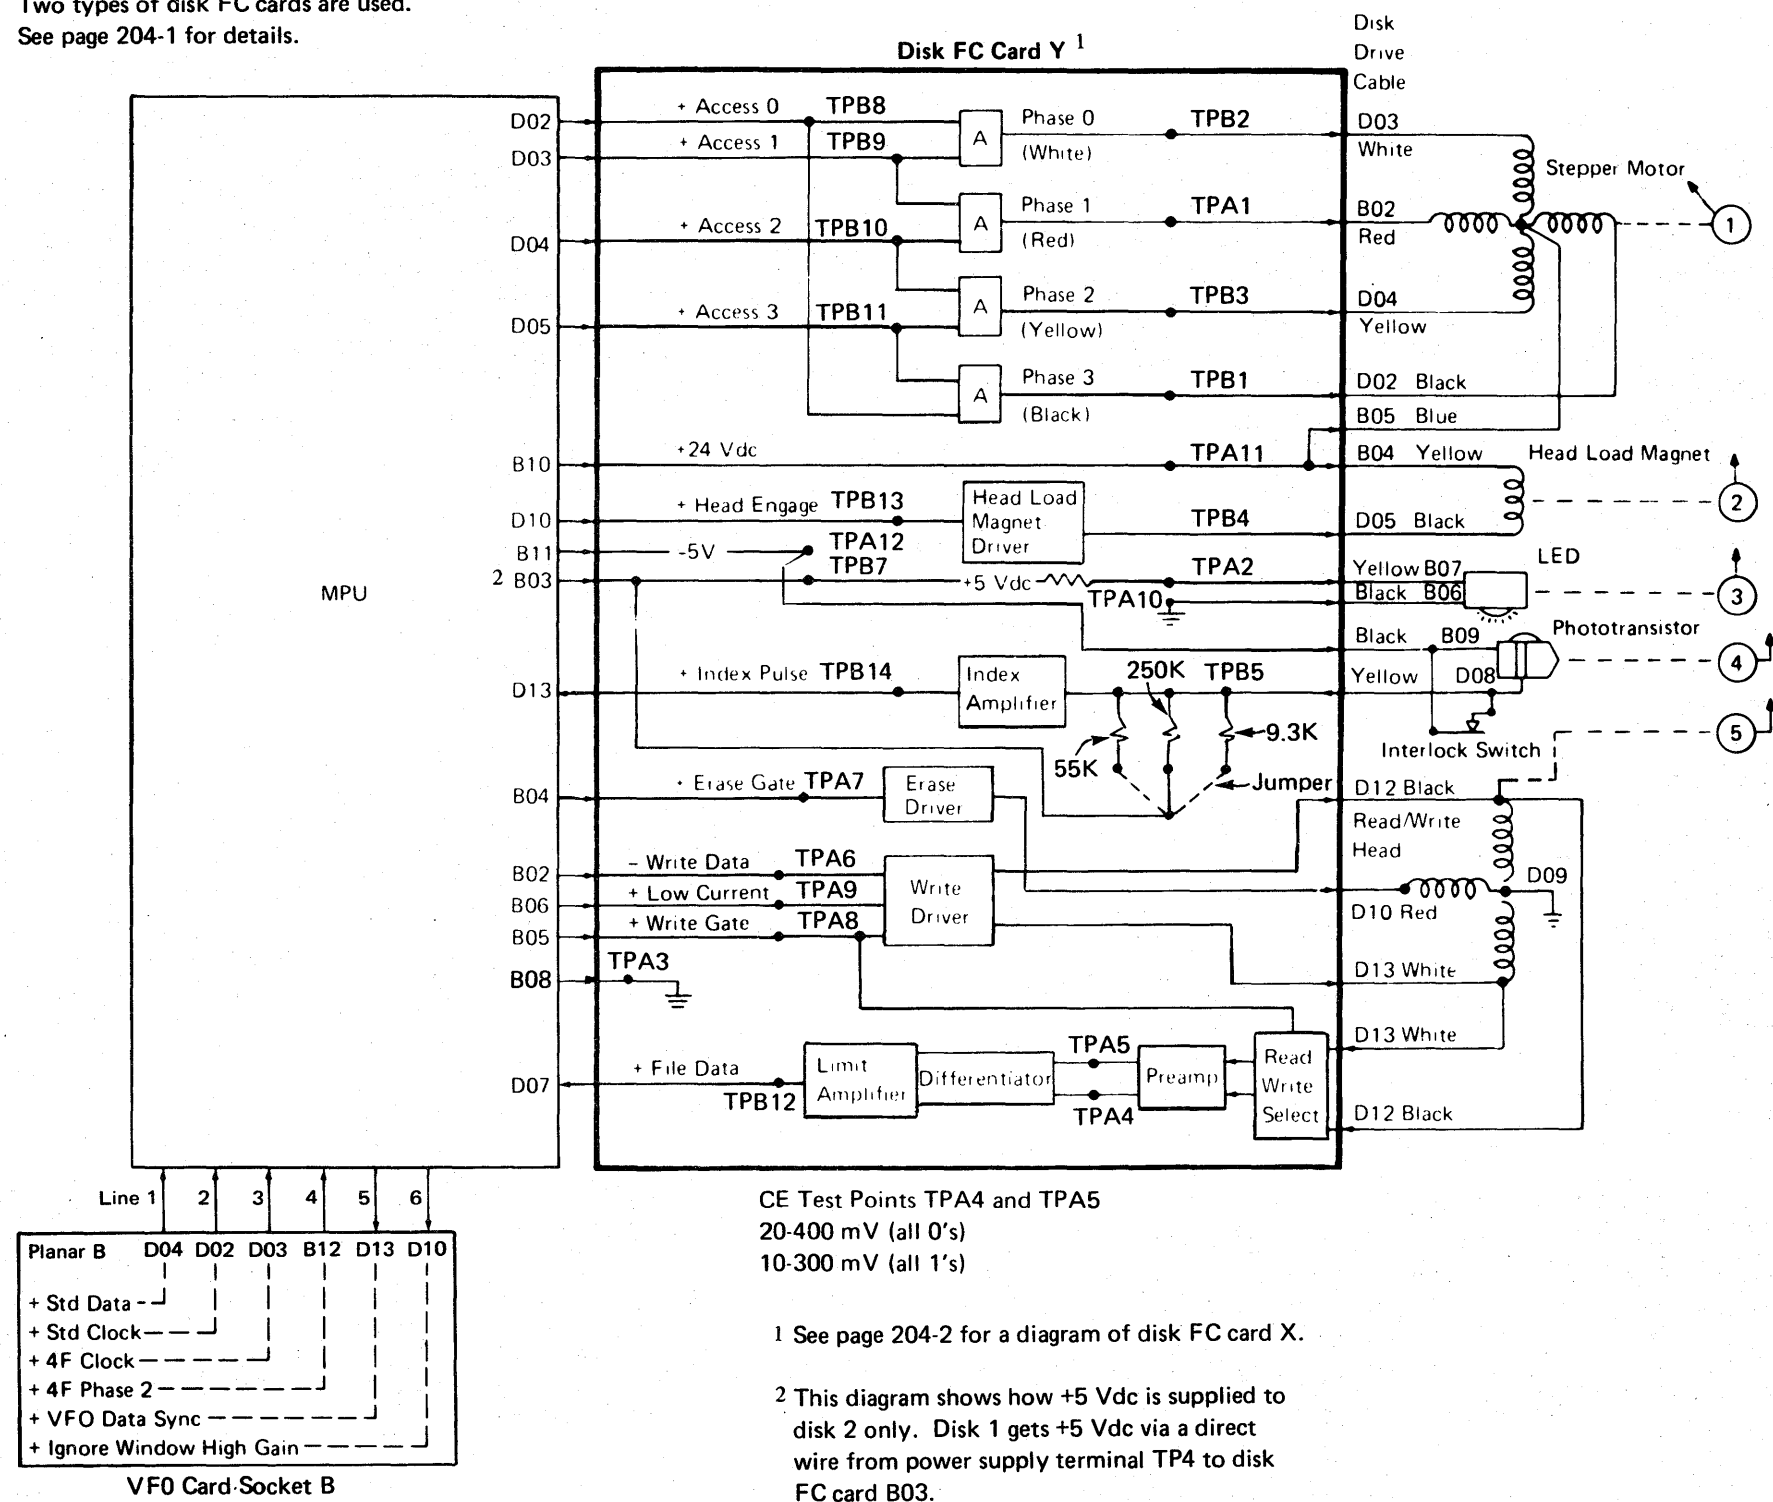 Two types of disk FC cards are used.
See page 204-1 for details.
Disk FC Card Y 1
Disk
Drive
Cable
MPU
D02
+ Access 0
TPB8
A
Phase 0
(White)
TPB2
D03
White
D03
+ Access 1
TPB9
Stepper Motor
1
D04
+ Access 2
TPB10
A
Phase 1
(Red)
TPA1
B02
Red
D05
+ Access 3
TPB11
A
Phase 2
(Yellow)
TPB3
D04
Yellow
A
Phase 3
(Black)
TPB1
D02 Black
B05 Blue
B10
+24 Vdc
TPA11
B04 Yellow
Head Load Magnet
2
D10
+ Head Engage
TPB13
Head Load
Magnet
Driver
TPB4
D05 Black
B11
-5V
TPA12
2 B03
TPB7
+5 Vdc
TPA2
TPA10
Yellow B07
Black B06
LED
3
Black B09
Phototransistor
4
D13
+ Index Pulse
TPB14
Index
Amplifier
250K
TPB5
Yellow D08
55K
9.3K
Jumper
Interlock Switch
5
B04
+ Erase Gate
TPA7
Erase
Driver
D12 Black
Read/Write
Head
B02
- Write Data
TPA6
B06
+ Low Current
TPA9
B05
+ Write Gate
TPA8
Write
Driver
D09
D10 Red
D13 White
B08
TPA3
D13 White
D07
+ File Data
TPB12
Limit
Amplifier
Differentiator
TPA5
TPA4
Preamp
Read
Write
Select
D12 Black
Line 1 2 3 4 5 6
Planar B D04 D02 D03 B12 D13 D10
+ Std Data
+ Std Clock
+ 4F Clock
+ 4F Phase 2
+ VFO Data Sync
+ Ignore Window High Gain
VFO Card Socket B
CE Test Points TPA4 and TPA5
20-400 mV (all 0's)
10-300 mV (all 1's)
1 See page 204-2 for a diagram of disk FC card X.
2 This diagram shows how +5 Vdc is supplied to
disk 2 only. Disk 1 gets +5 Vdc via a direct
wire from power supply terminal TP4 to disk
FC card B03.